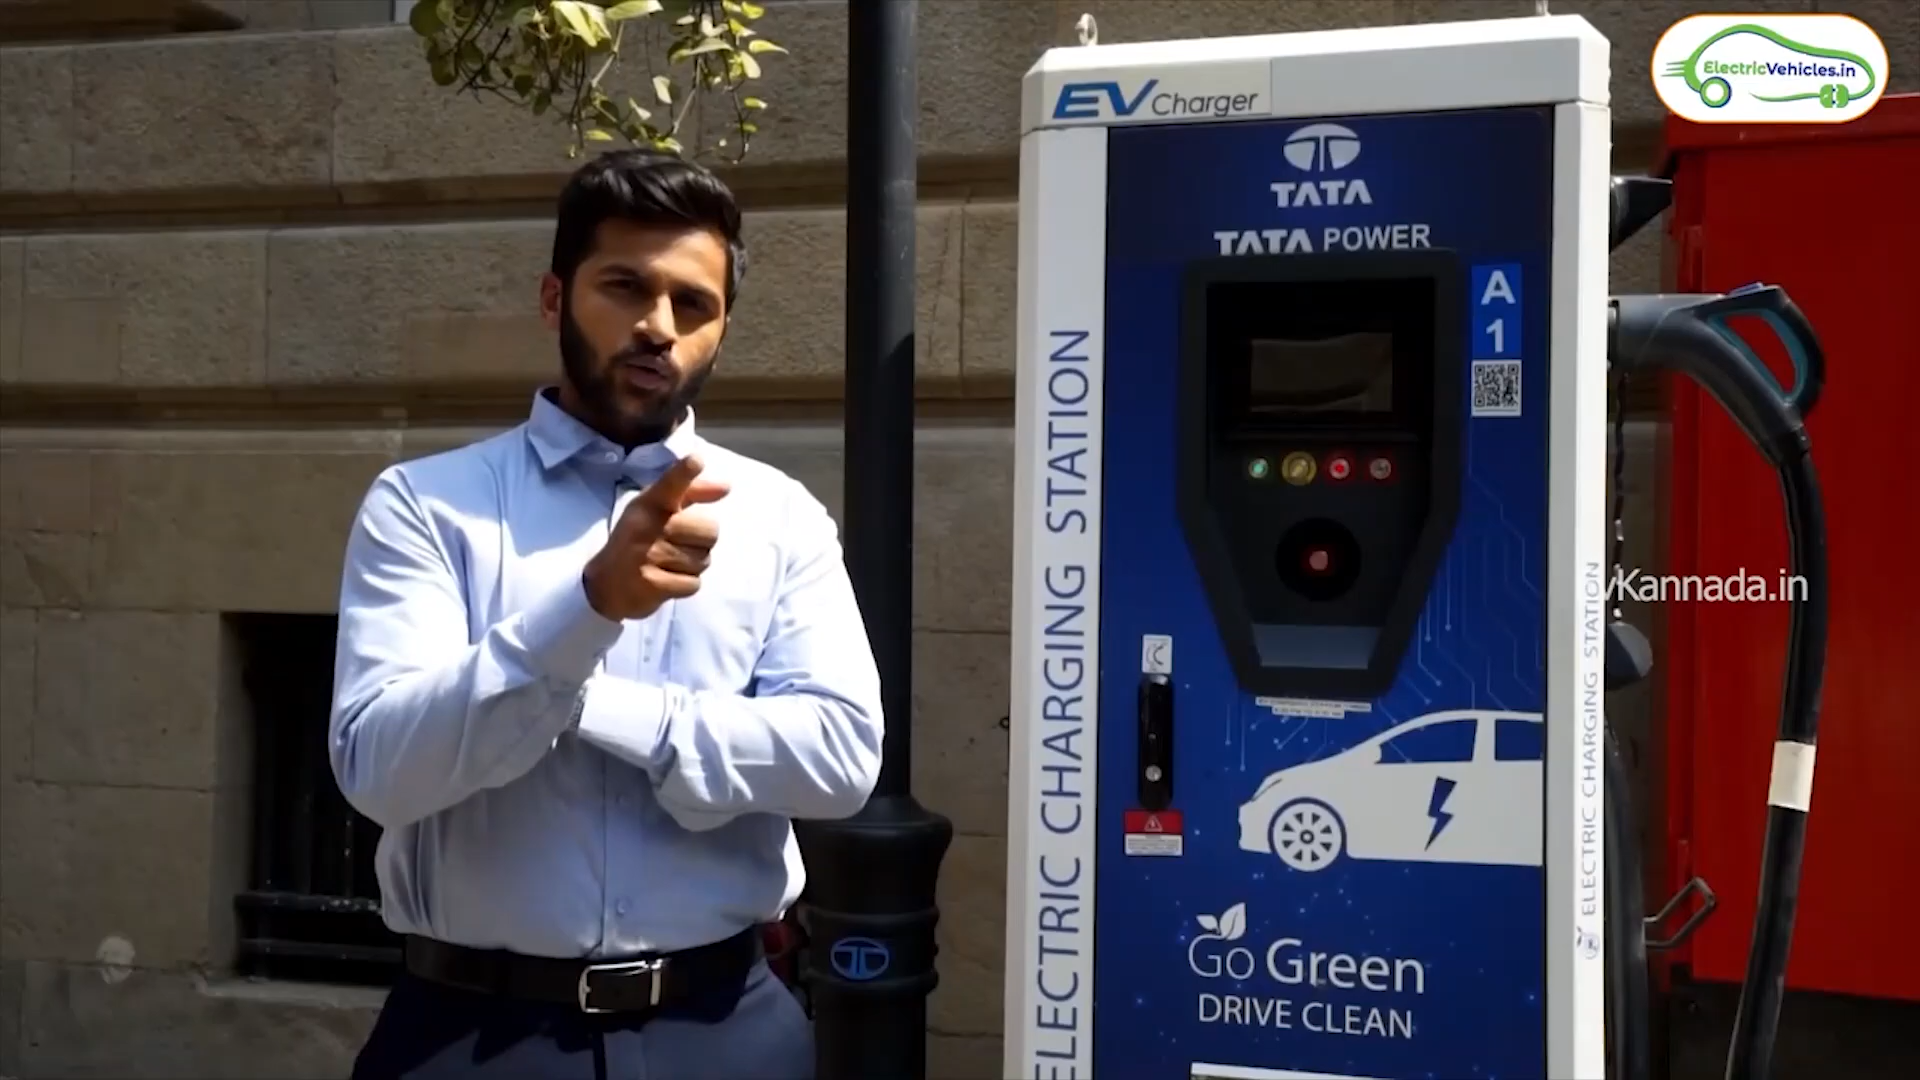 ElectricVehicles.in
EV Charger
TATA
TATA POWER
A
1
ELECTRIC CHARGING STATION
vKannada.in
ELECTRIC CHARGING STATION
Go Green
DRIVE CLEAN